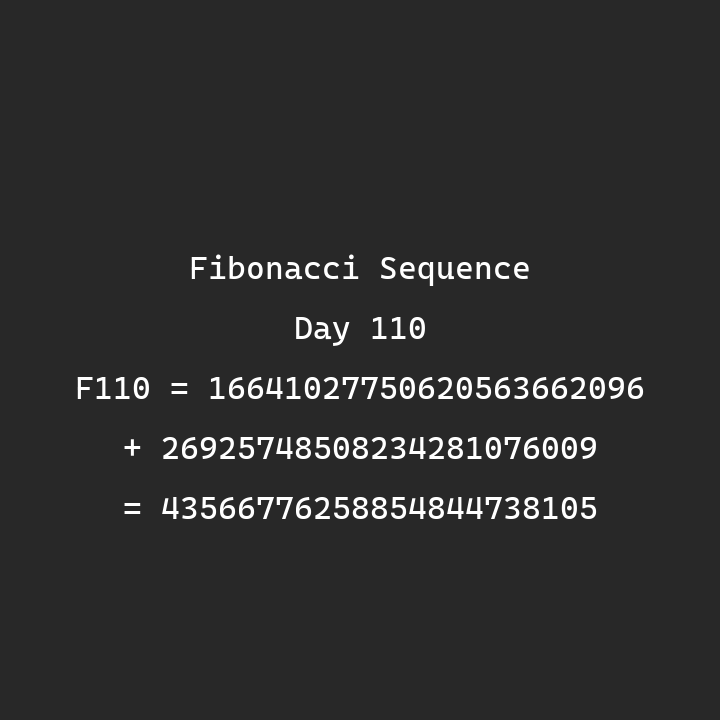 Fibonacci Sequence
Day 110
F110 = 16641027750620563662096
+ 26925748508234281076009
= 43566776258854844738105